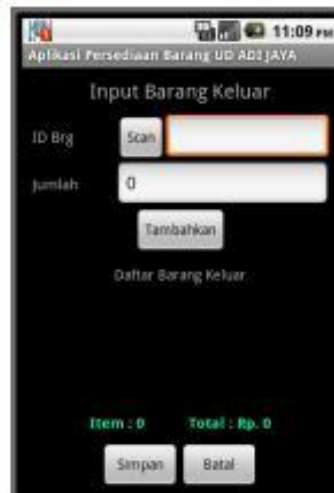 11:09 PM
Aplikasi Persediaan Barang UD ADI JAYA
Input Barang Keluar
ID Brg Scan
Jumlah 0
Tambahkan
Daftar Barang Keluar
Item : 0 Total : Rp. 0
Simpan Batal